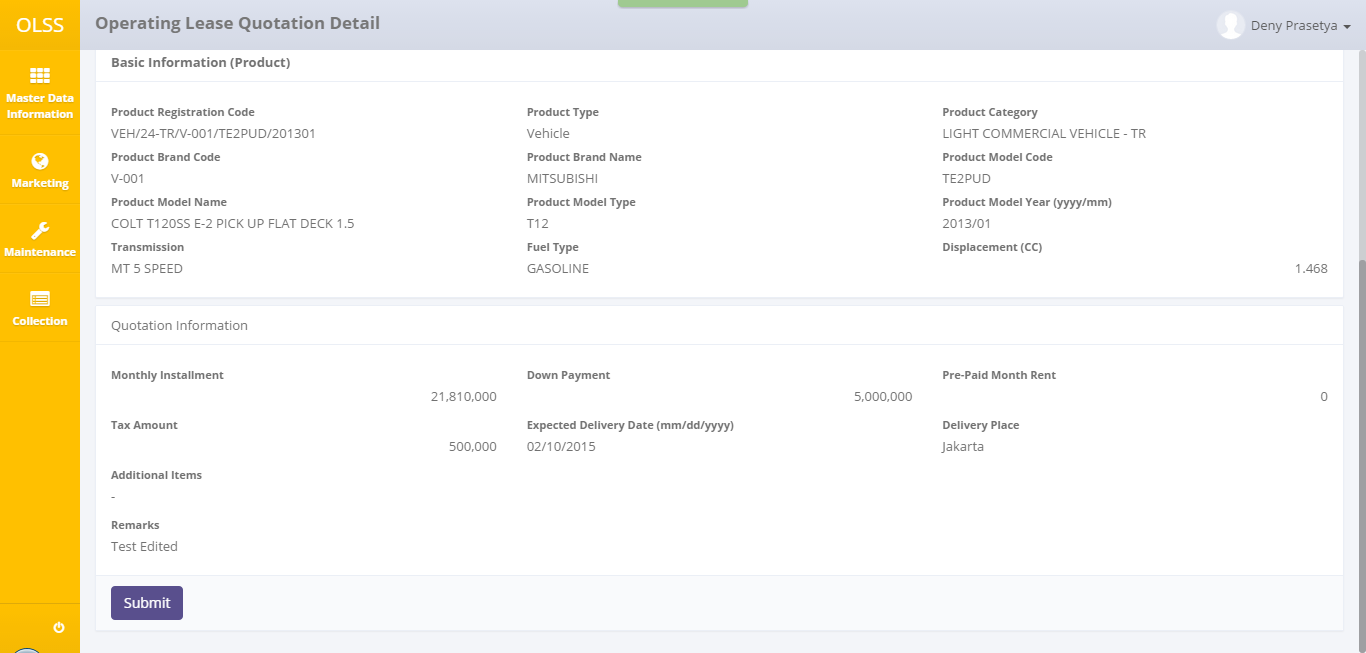 OLSS
Operating Lease Quotation Detail
Deny Prasetya
Master Data
Information
Marketing
Maintenance
Collection
Basic Information (Product)
Product Registration Code
VEH/24-TR/V-001/TE2PUD/201301
Product Type
Vehicle
Product Category
LIGHT COMMERCIAL VEHICLE - TR
Product Brand Code
V-001
Product Brand Name
MITSUBISHI
Product Model Code
TE2PUD
Product Model Name
COLT T120SS E-2 PICK UP FLAT DECK 1.5
Product Model Type
T12
Product Model Year (yyyy/mm)
2013/01
Transmission
MT 5 SPEED
Fuel Type
GASOLINE
Displacement (CC)
1.468
Quotation Information
Monthly Installment
21,810,000
Down Payment
5,000,000
Pre-Paid Month Rent
0
Tax Amount
500,000
Expected Delivery Date (mm/dd/yyyy)
02/10/2015
Delivery Place
Jakarta
Additional Items
-
Remarks
Test Edited
Submit